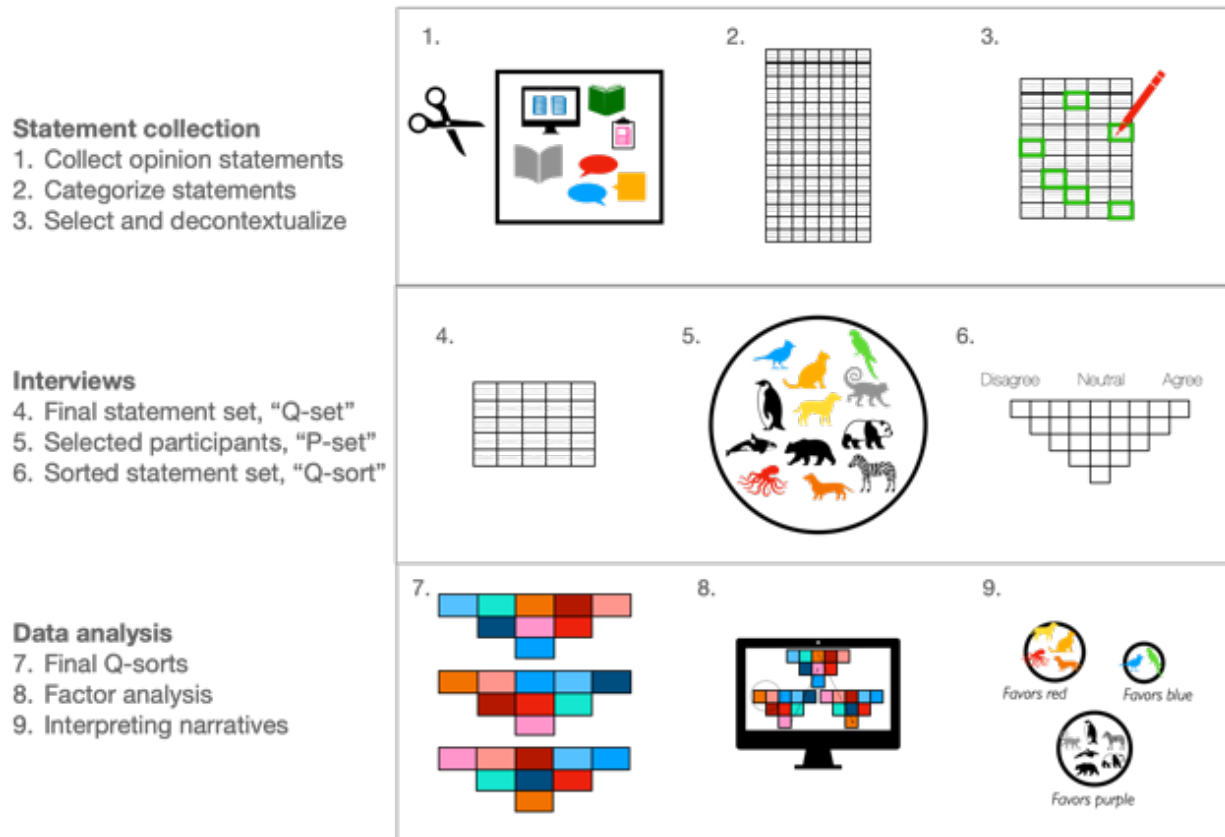 Statement collection
1. Collect opinion statements
2. Categorize statements
3. Select and decontextualize
1.
2.
3.
Interviews
4. Final statement set, “Q-set”
5. Selected participants, “P-set”
6. Sorted statement set, “Q-sort”
4.
5.
6.
Disagree Neutral Agree
Data analysis
7. Final Q-sorts
8. Factor analysis
9. Interpreting narratives
7.
8.
9.
Favors red
Favors blue
Favors purple